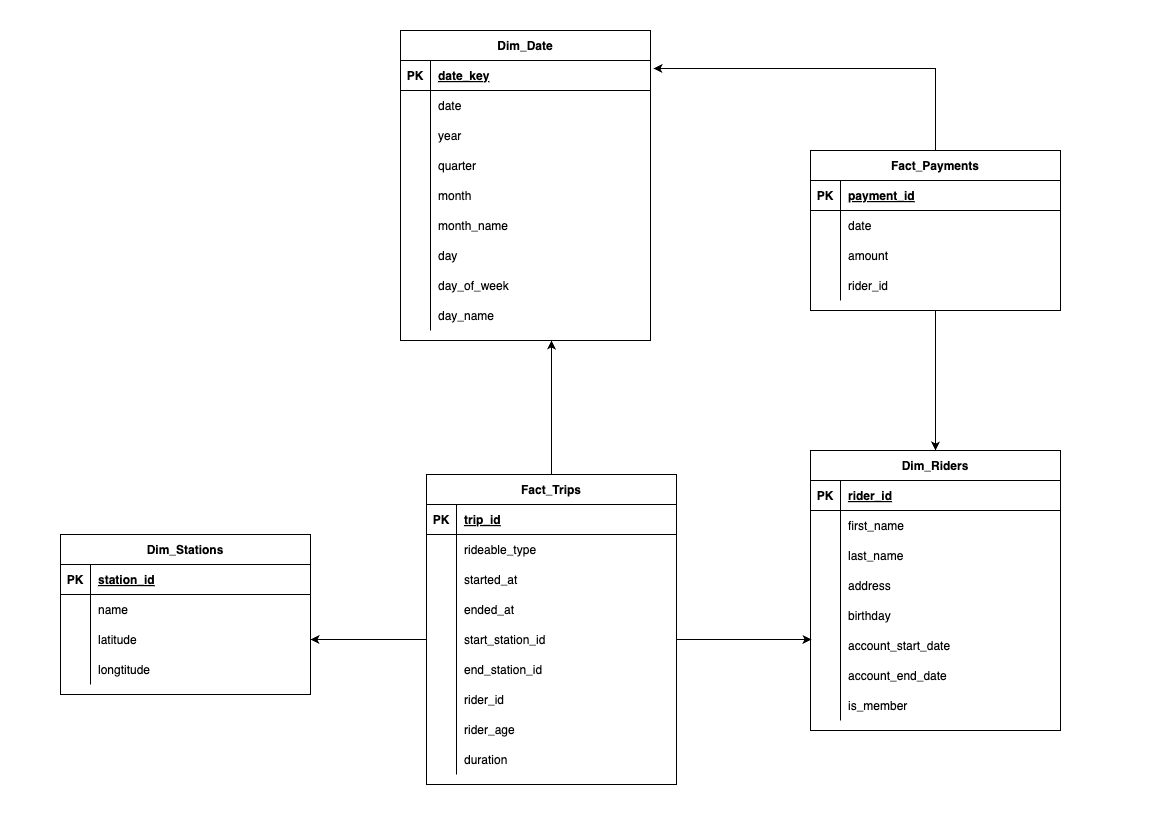 Dim_Date
PK date_key
date
year
quarter
month
month_name
day
day_of_week
day_name
Fact_Payments
PK payment_id
date
amount
rider_id
Fact_Trips
PK trip_id
rideable_type
started_at
ended_at
start_station_id
end_station_id
rider_id
rider_age
duration
Dim_Stations
PK station_id
name
latitude
longtitude
Dim_Riders
PK rider_id
first_name
last_name
address
birthday
account_start_date
account_end_date
is_member